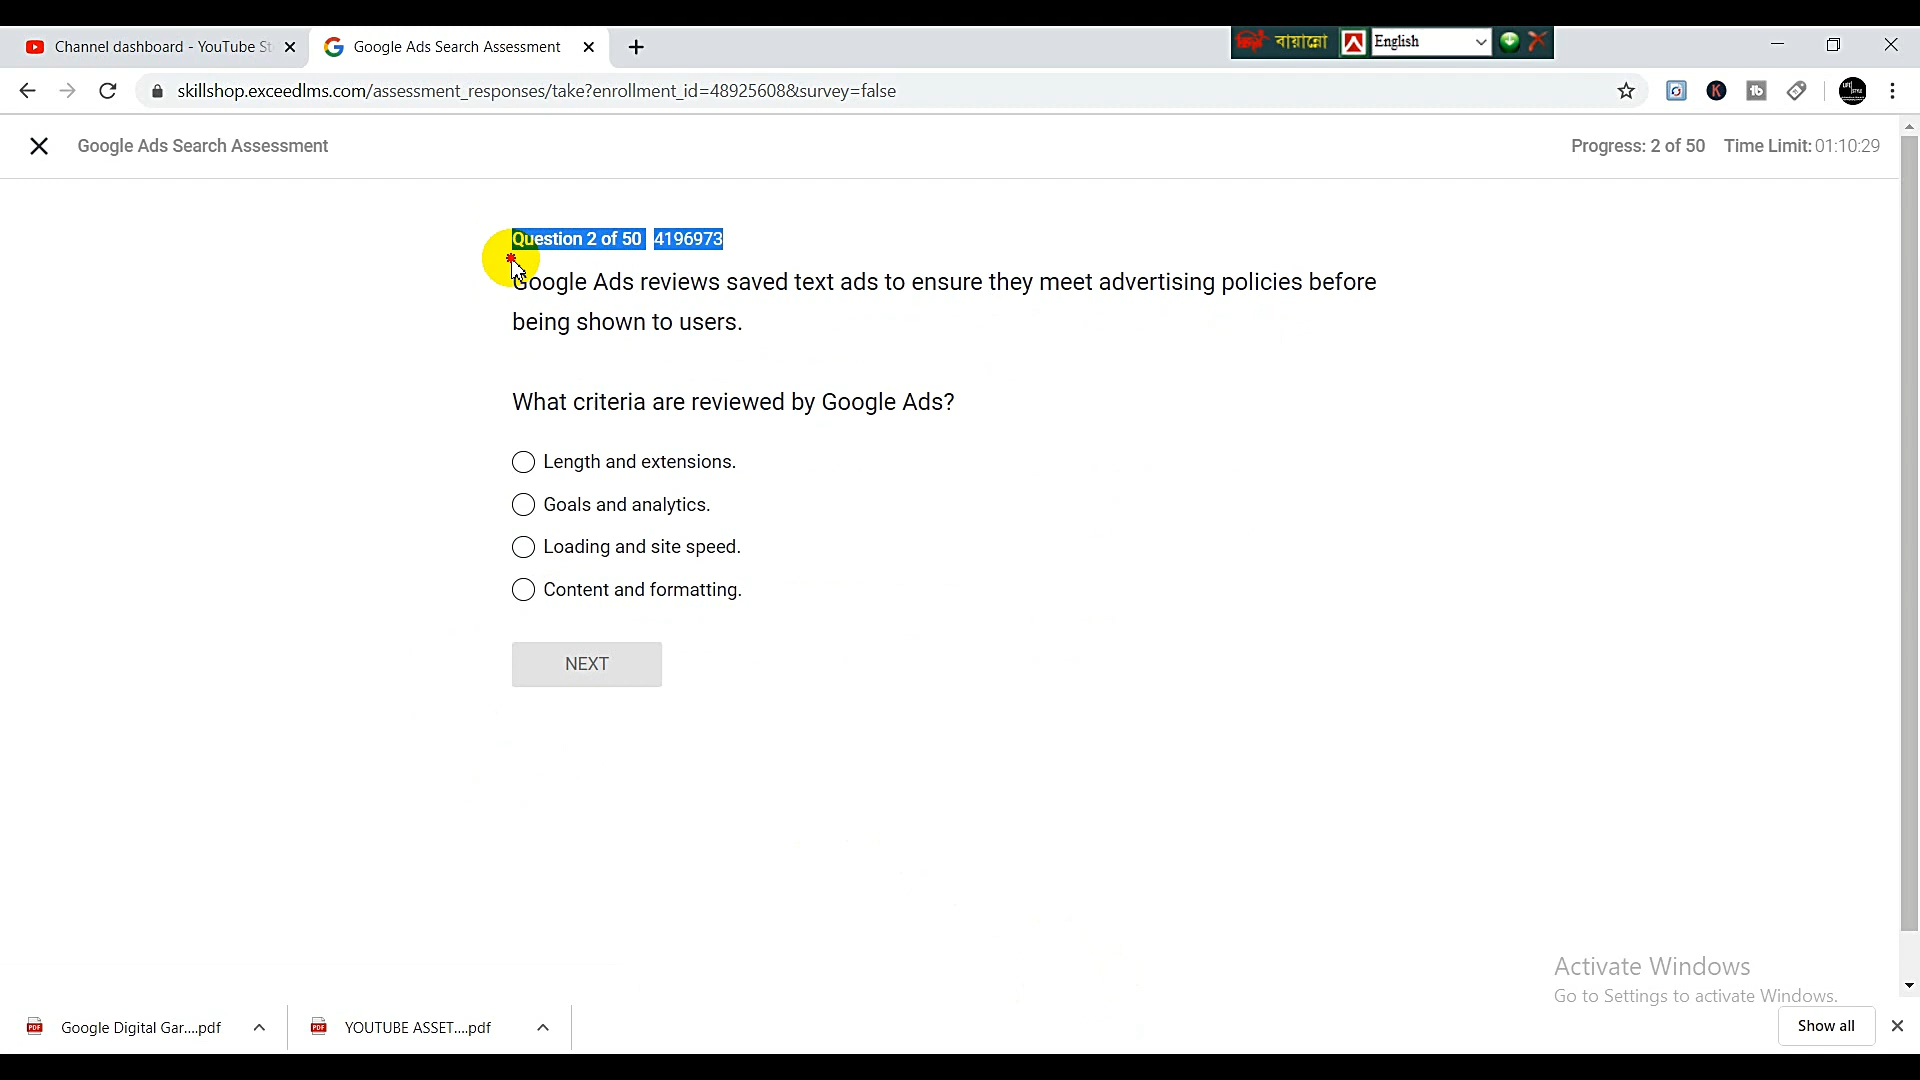 Channel dashboard - YouTube St
Google Ads Search Assessment
বায়ান্নো
English
skillshop.exceedlms.com/assessment_responses/take?enrollment_id=48925608&survey=false
Google Ads Search Assessment
Progress: 2 of 50 Time Limit: 01:10:29
Question 2 of 50 4196973
Google Ads reviews saved text ads to ensure they meet advertising policies before
being shown to users.
What criteria are reviewed by Google Ads?
Length and extensions.
Goals and analytics.
Loading and site speed.
Content and formatting.
NEXT
Activate Windows
Go to Settings to activate Windows.
Google Digital Gar....pdf
YOUTUBE ASSET....pdf
Show all